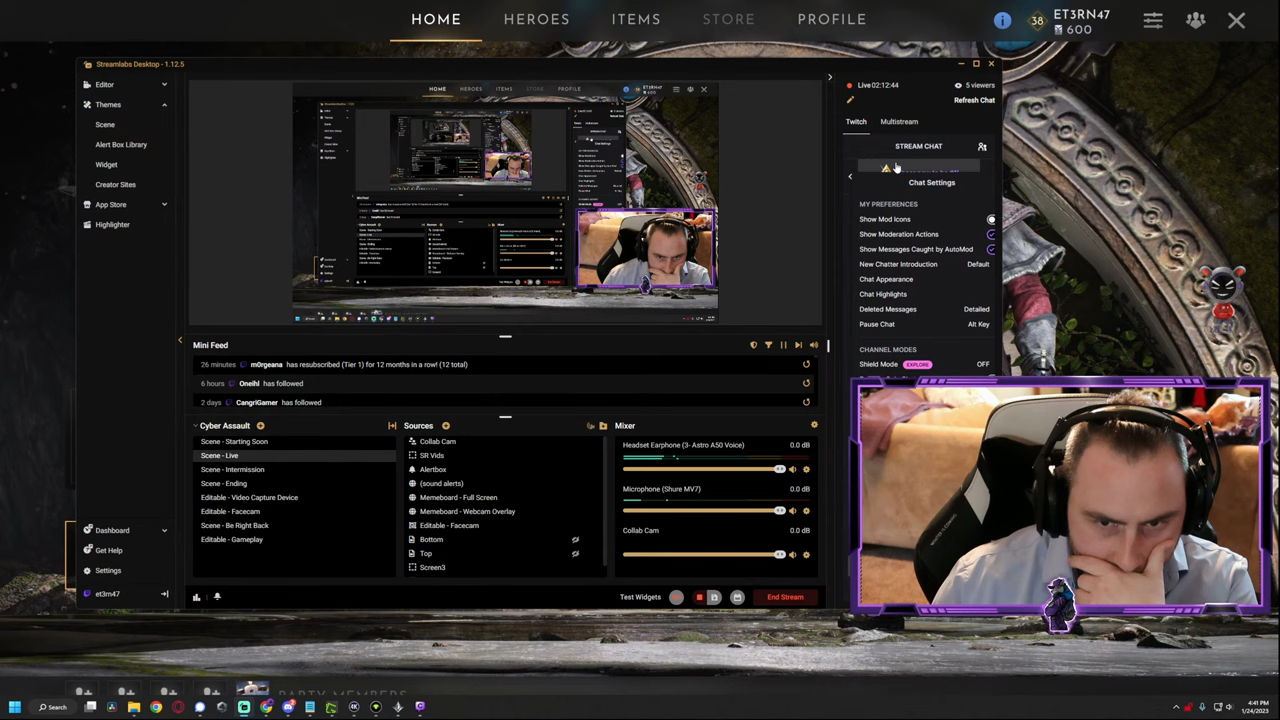 HOME HEROES ITEMS STORE PROFILE
38 ET3RN47
600
Streamlabs Desktop - 1.12.5
Editor
Themes
Scene
Alert Box Library
Widget
Creator Sites
App Store
Highlighter
Dashboard
Get Help
Settings
et3rn47
HOME HEROES ITEMS STORE PROFILE
ET3RN47
Mini Feed
26 minutes m0rgeana has resubscribed (Tier 1) for 12 months in a row! (12 total)
6 hours Oneihl has followed
2 days CangriGamer has followed
Cyber Assault
Scene - Starting Soon
Scene - Live
Scene - Intermission
Scene - Ending
Editable - Video Capture Device
Editable - Facecam
Scene - Be Right Back
Editable - Gameplay
Sources
Collab Cam
SR Vids
Alertbox
(sound alerts)
Memeboard - Full Screen
Memeboard - Webcam Overlay
Editable - Facecam
Bottom
Top
Screen3
Mixer
Headset Earphone (3- Astro A50 Voice) 0.0 dB
Microphone (Shure MV7) 0.0 dB
Collab Cam 0.0 dB
Test Widgets
REC
End Stream
Live 02:12:44 5 viewers
Refresh Chat
Twitch Multistream
STREAM CHAT
Chat Settings
MY PREFERENCES
Show Mod Icons
Show Moderation Actions
Show Messages Caught by AutoMod
New Chatter Introduction Default
Chat Appearance
Chat Highlights
Deleted Messages Detailed
Pause Chat Alt Key
CHANNEL MODES
Shield Mode EXPLORE OFF
PARTY MEMBERS
Search
4:41 PM
1/24/2023